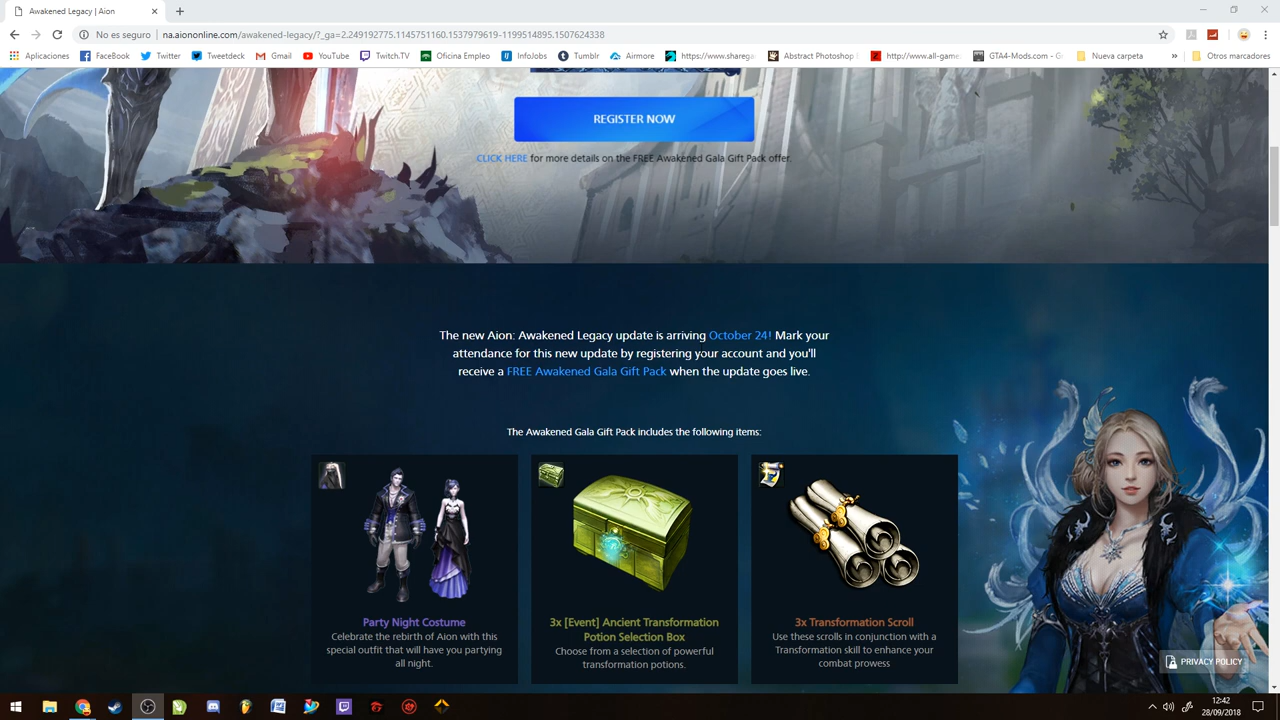 Awakened Legacy | Aion
No es seguro | na.aiononline.com/awakened-legacy/?_ga=2.249192775.1145751160.1537979619-1199514895.1507624338
Aplicaciones FaceBook Twitter Tweetdeck Gmail YouTube Twitch.TV Oficina Empleo InfoJobs Tumblr Airmore https://www.sharega Abstract Photoshop http://www.all-game GTA4-Mods.com - G Nueva carpeta » Otros marcadores
REGISTER NOW
CLICK HERE for more details on the FREE Awakened Gala Gift Pack offer.
The new Aion: Awakened Legacy update is arriving October 24! Mark your
attendance for this new update by registering your account and you'll
receive a FREE Awakened Gala Gift Pack when the update goes live.
The Awakened Gala Gift Pack includes the following items:
Party Night Costume
Celebrate the rebirth of Aion with this
special outfit that will have you partying
all night.
3x [Event] Ancient Transformation
Potion Selection Box
Choose from a selection of powerful
transformation potions.
3x Transformation Scroll
Use these scrolls in conjunction with a
Transformation skill to enhance your
combat prowess
PRIVACY POLICY
12:42
28/09/2018